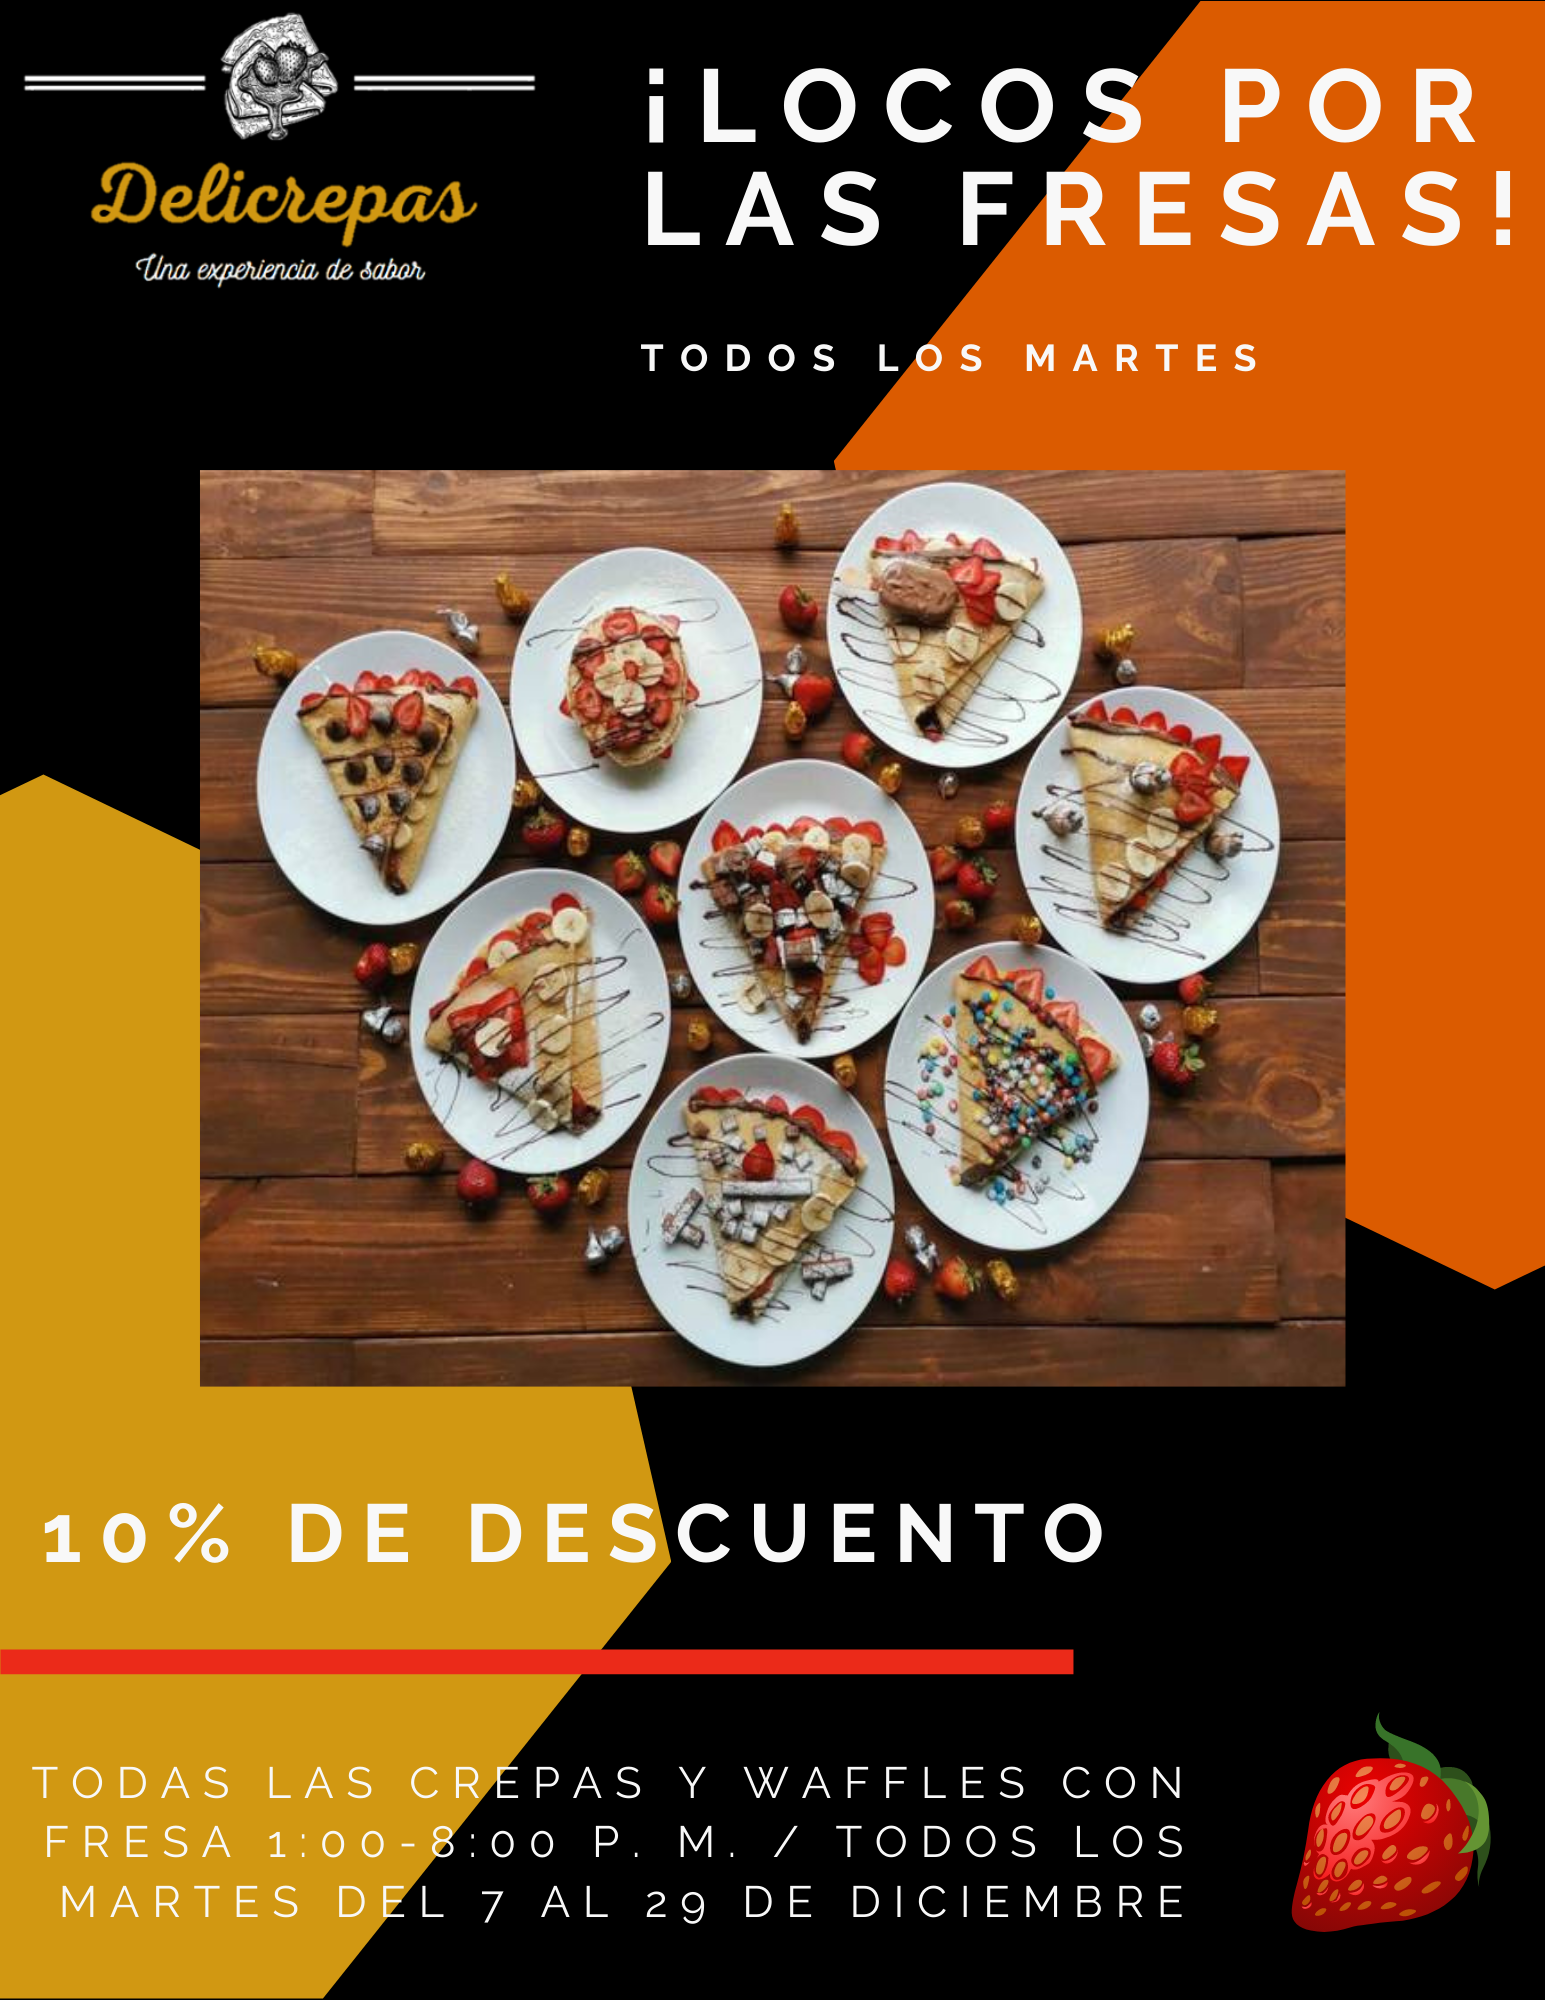 Delicrepas
Una experiencia de sabor
¡LOCOS POR
LAS FRESAS!
TODOS LOS MARTES
10% DE DESCUENTO
TODAS LAS CREPAS Y WAFFLES CON
FRESA 1:00-8:00 P. M. / TODOS LOS
MARTES DEL 7 AL 29 DE DICIEMBRE